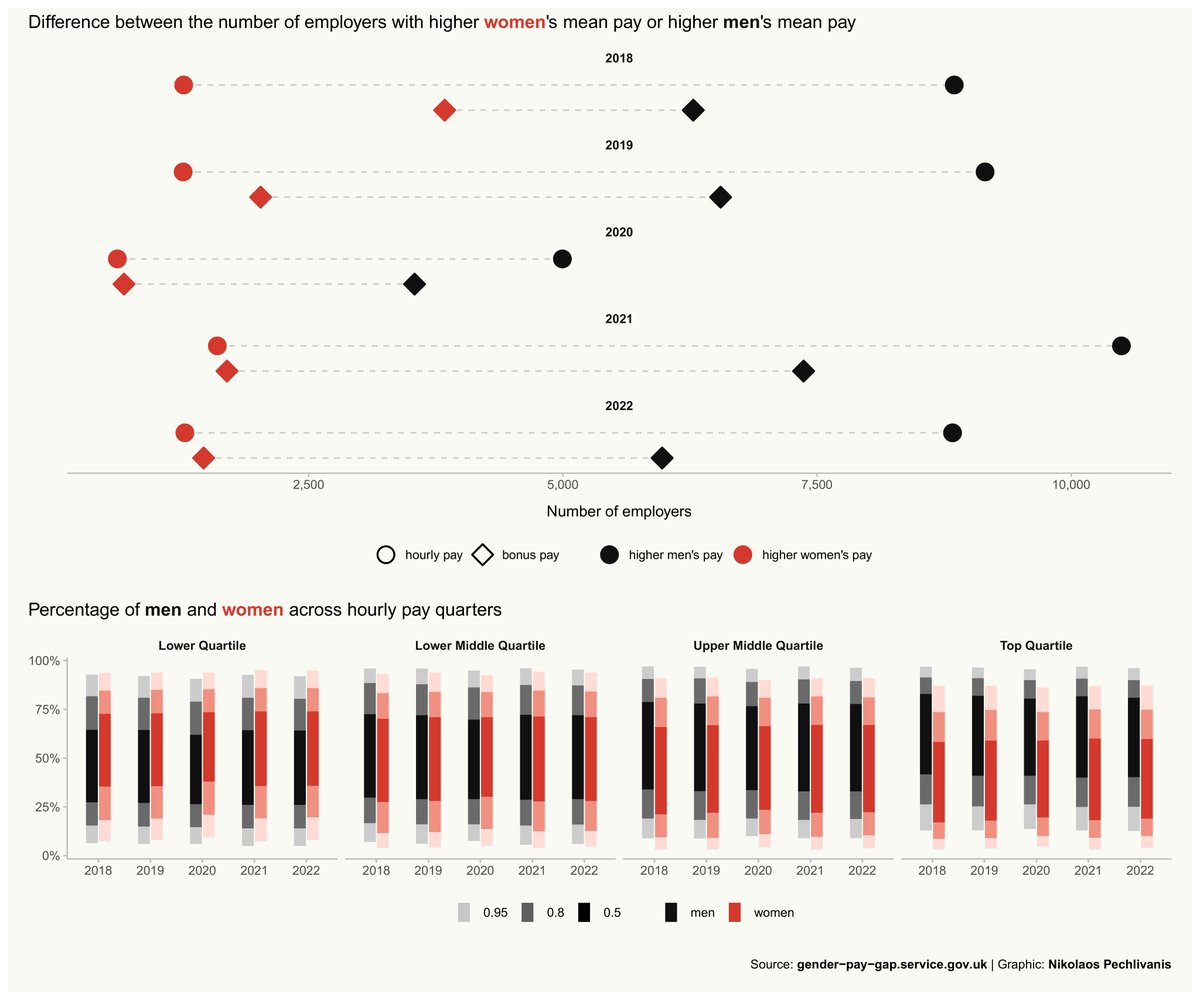 Difference between the number of employers with higher women's mean pay or higher men's mean pay
2018
2019
2020
2021
2022
2,500 5,000 7,500 10,000
Number of employers
hourly pay bonus pay higher men's pay higher women's pay
Percentage of men and women across hourly pay quarters
Lower Quartile Lower Middle Quartile Upper Middle Quartile Top Quartile
100%
75%
50%
25%
0%
2018 2019 2020 2021 2022 2018 2019 2020 2021 2022 2018 2019 2020 2021 2022 2018 2019 2020 2021 2022
0.95 0.8 0.5 men women
Source: gender−pay−gap.service.gov.uk | Graphic: Nikolaos Pechlivanis